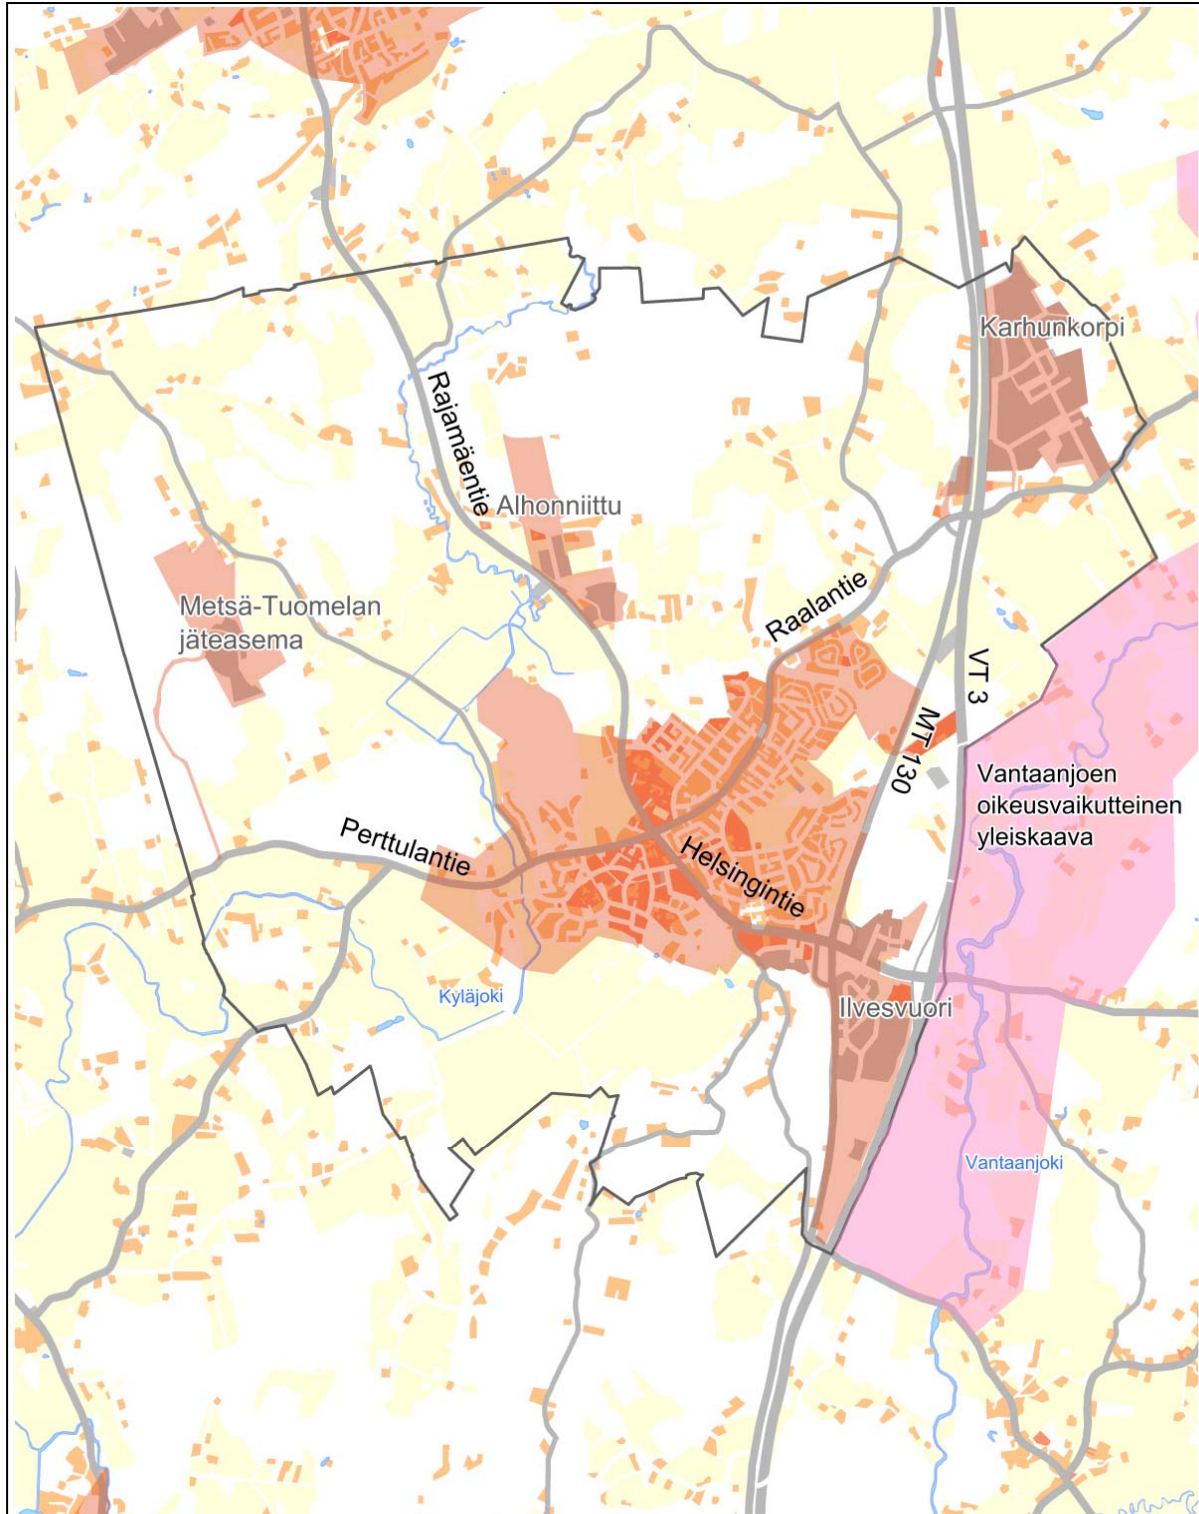 Karhunkorpi
Rajamäentie
Alhonniittu
Raalantie
Metsä-Tuomelan
jäteasema
VT 3
MT 130
Vantaanjoen
oikeusvaikutteinen
yleiskaava
Perttulantie
Helsingintie
Kyläjoki
Ilvesvuori
Vantaanjoki